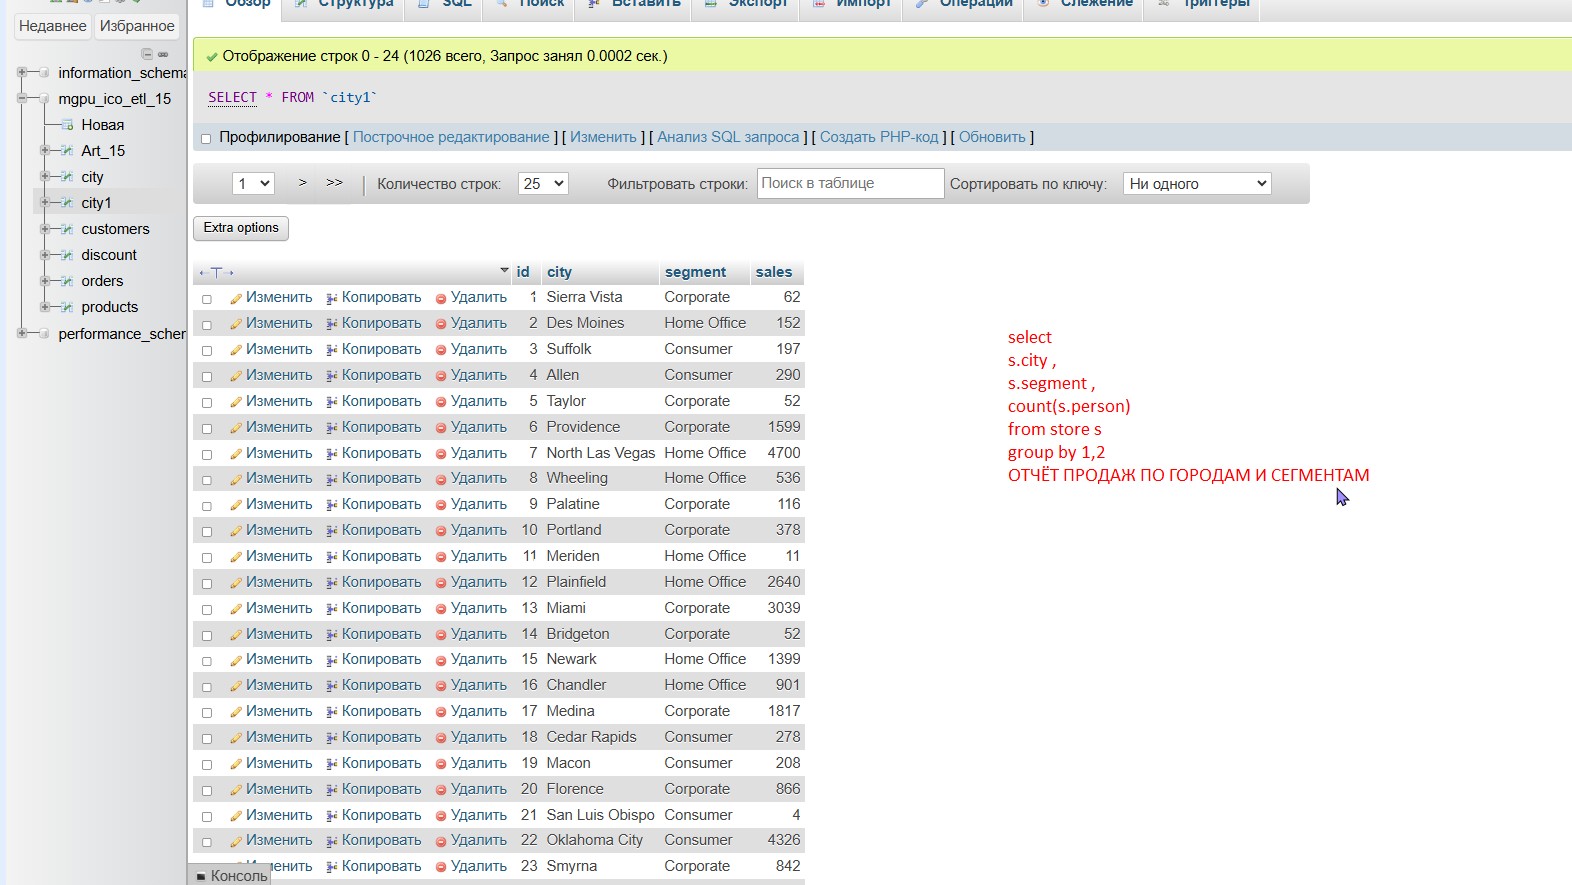 Обзор Структура SQL Поиск Вставить Экспорт Импорт Операции Слежение Триггеры
Недавнее Избранное
information_schema
mgpu_ico_etl_15
Новая
Art_15
city
city1
customers
discount
orders
products
performance_scher
Отображение строк 0 - 24 (1026 всего, Запрос занял 0.0002 сек.)
SELECT * FROM `city1`
Профилирование [ Построчное редактирование ] [ Изменить ] [ Анализ SQL запроса ] [ Создать PHP-код ] [ Обновить ]
1 > >> | Количество строк: 25 Фильтровать строки: Поиск в таблице Сортировать по ключу: Ни одного
Extra options
←T→ id city segment sales
Изменить Копировать Удалить 1 Sierra Vista Corporate 62
Изменить Копировать Удалить 2 Des Moines Home Office 152
Изменить Копировать Удалить 3 Suffolk Consumer 197
Изменить Копировать Удалить 4 Allen Consumer 290
Изменить Копировать Удалить 5 Taylor Corporate 52
Изменить Копировать Удалить 6 Providence Corporate 1599
Изменить Копировать Удалить 7 North Las Vegas Home Office 4700
Изменить Копировать Удалить 8 Wheeling Home Office 536
Изменить Копировать Удалить 9 Palatine Corporate 116
Изменить Копировать Удалить 10 Portland Corporate 378
Изменить Копировать Удалить 11 Meriden Home Office 11
Изменить Копировать Удалить 12 Plainfield Home Office 2640
Изменить Копировать Удалить 13 Miami Corporate 3039
Изменить Копировать Удалить 14 Bridgeton Corporate 52
Изменить Копировать Удалить 15 Newark Home Office 1399
Изменить Копировать Удалить 16 Chandler Home Office 901
Изменить Копировать Удалить 17 Medina Corporate 1817
Изменить Копировать Удалить 18 Cedar Rapids Consumer 278
Изменить Копировать Удалить 19 Macon Consumer 208
Изменить Копировать Удалить 20 Florence Corporate 866
Изменить Копировать Удалить 21 San Luis Obispo Consumer 4
Изменить Копировать Удалить 22 Oklahoma City Consumer 4326
Изменить Копировать Удалить 23 Smyrna Corporate 842
Консоль
select
s.city ,
s.segment ,
count(s.person)
from store s
group by 1,2
ОТЧЁТ ПРОДАЖ ПО ГОРОДАМ И СЕГМЕНТАМ